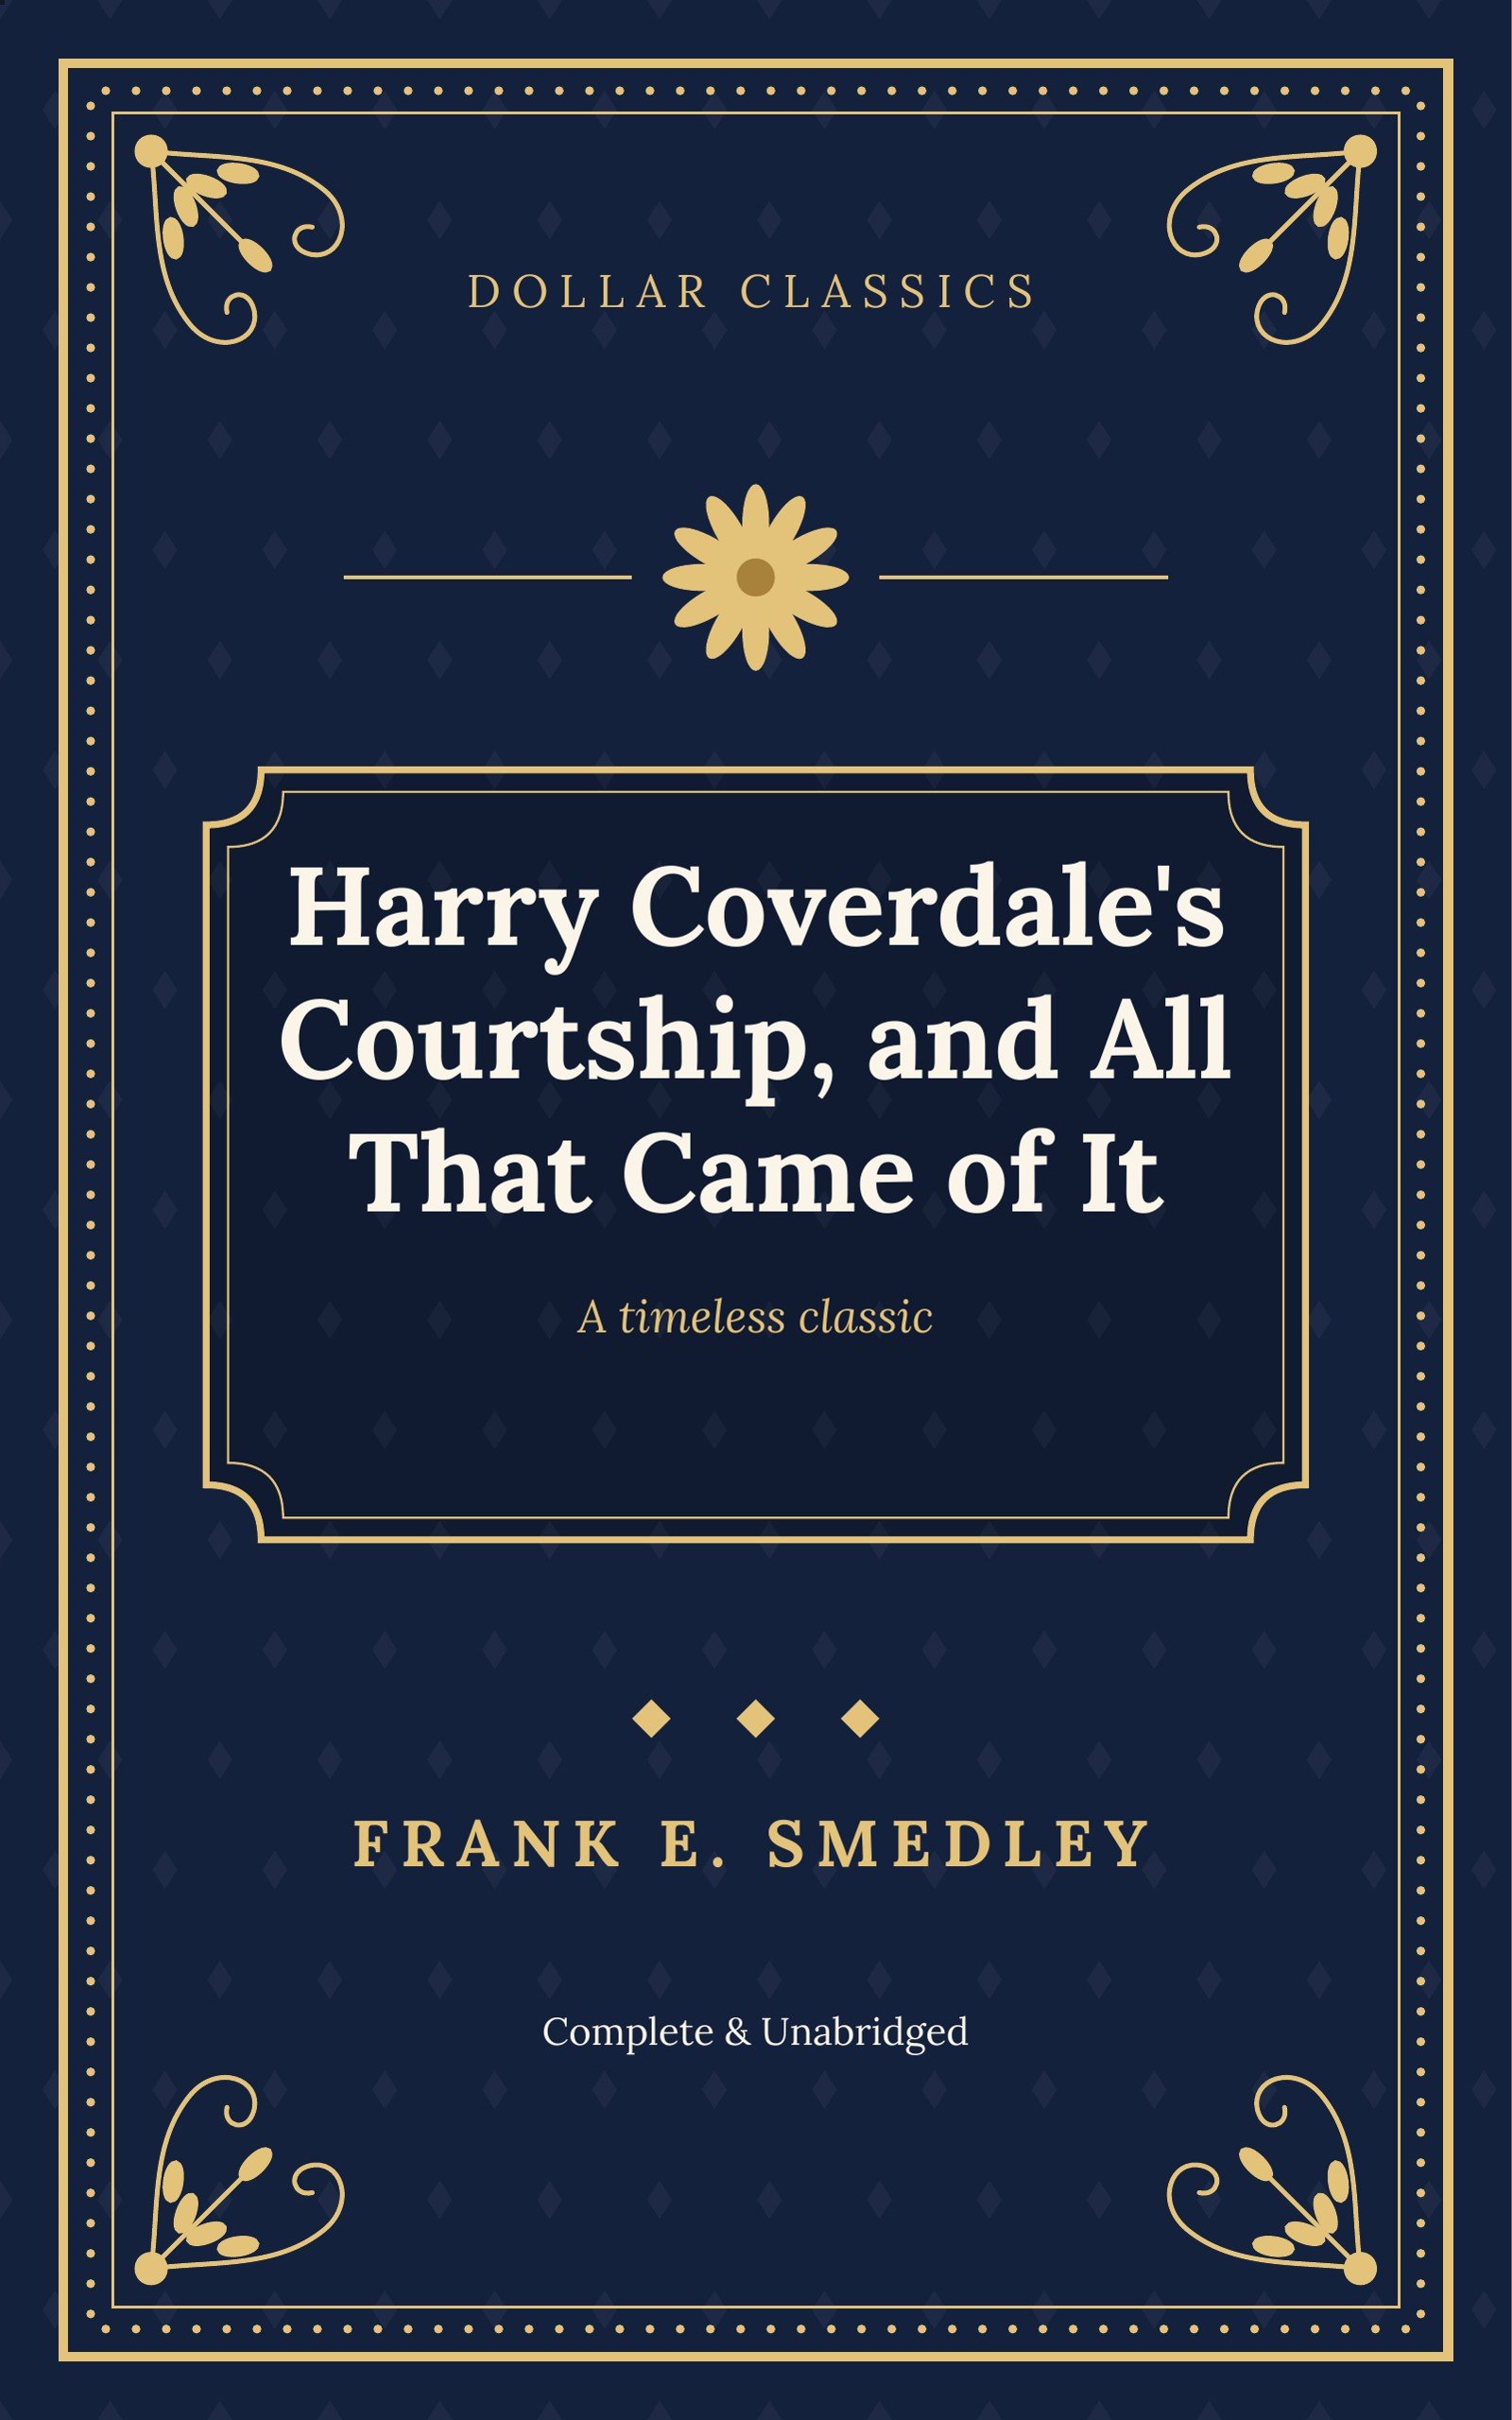 DOLLAR CLASSICS
Harry Coverdale's
Courtship, and All
That Came of It
A timeless classic
FRANK E. SMEDLEY
Complete & Unabridged